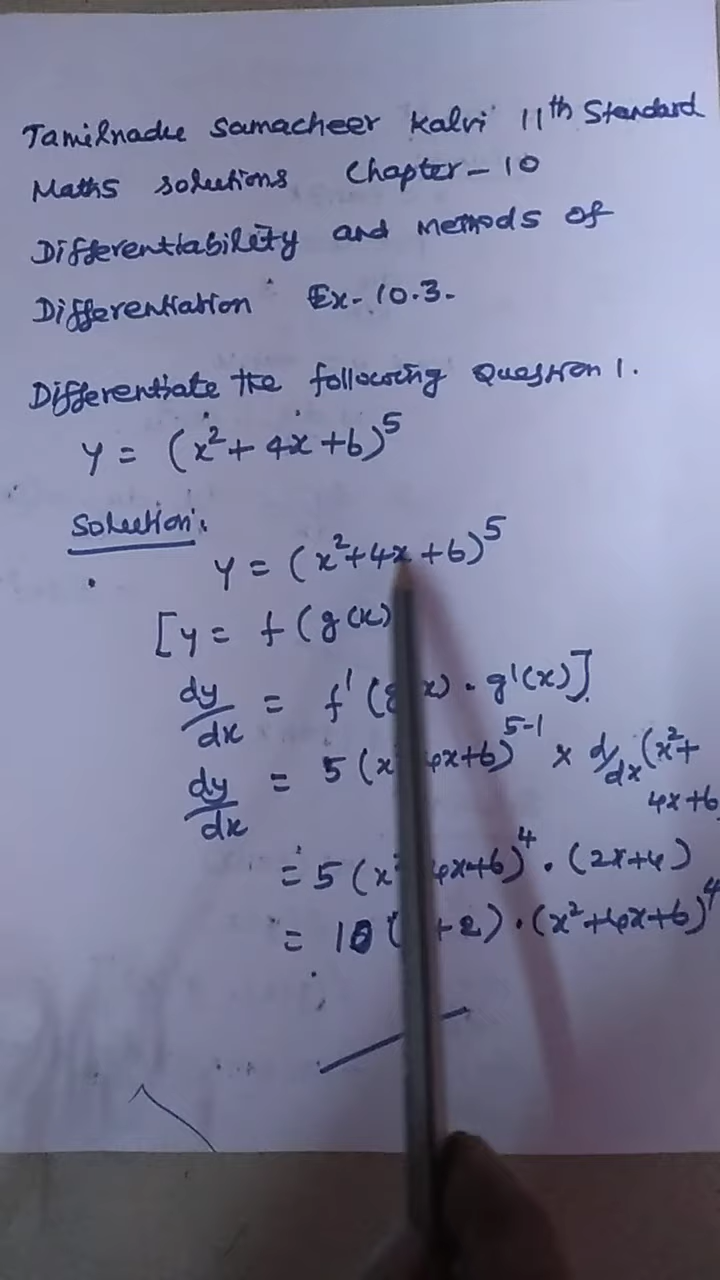 Tamilnadu Samacheer Kalvi 11th Standard
Maths solutions Chapter - 10
Differentiability and Methods of
Differentiation Ex - 10.3.
Differentiate the following Question 1.
y = (x² + 4x + 6)⁵
Solution:
y = (x² + 4x + 6)⁵
[y = f(g(x)
dy/dx = f'(g x) . g'(x)]
dy/dx = 5(x² 4x+6)⁵⁻¹ × d/dx (x²+
4x+6
= 5(x² 4x+6)⁴ . (2x+4)
= 10 ( +2) . (x²+4x+6)⁴